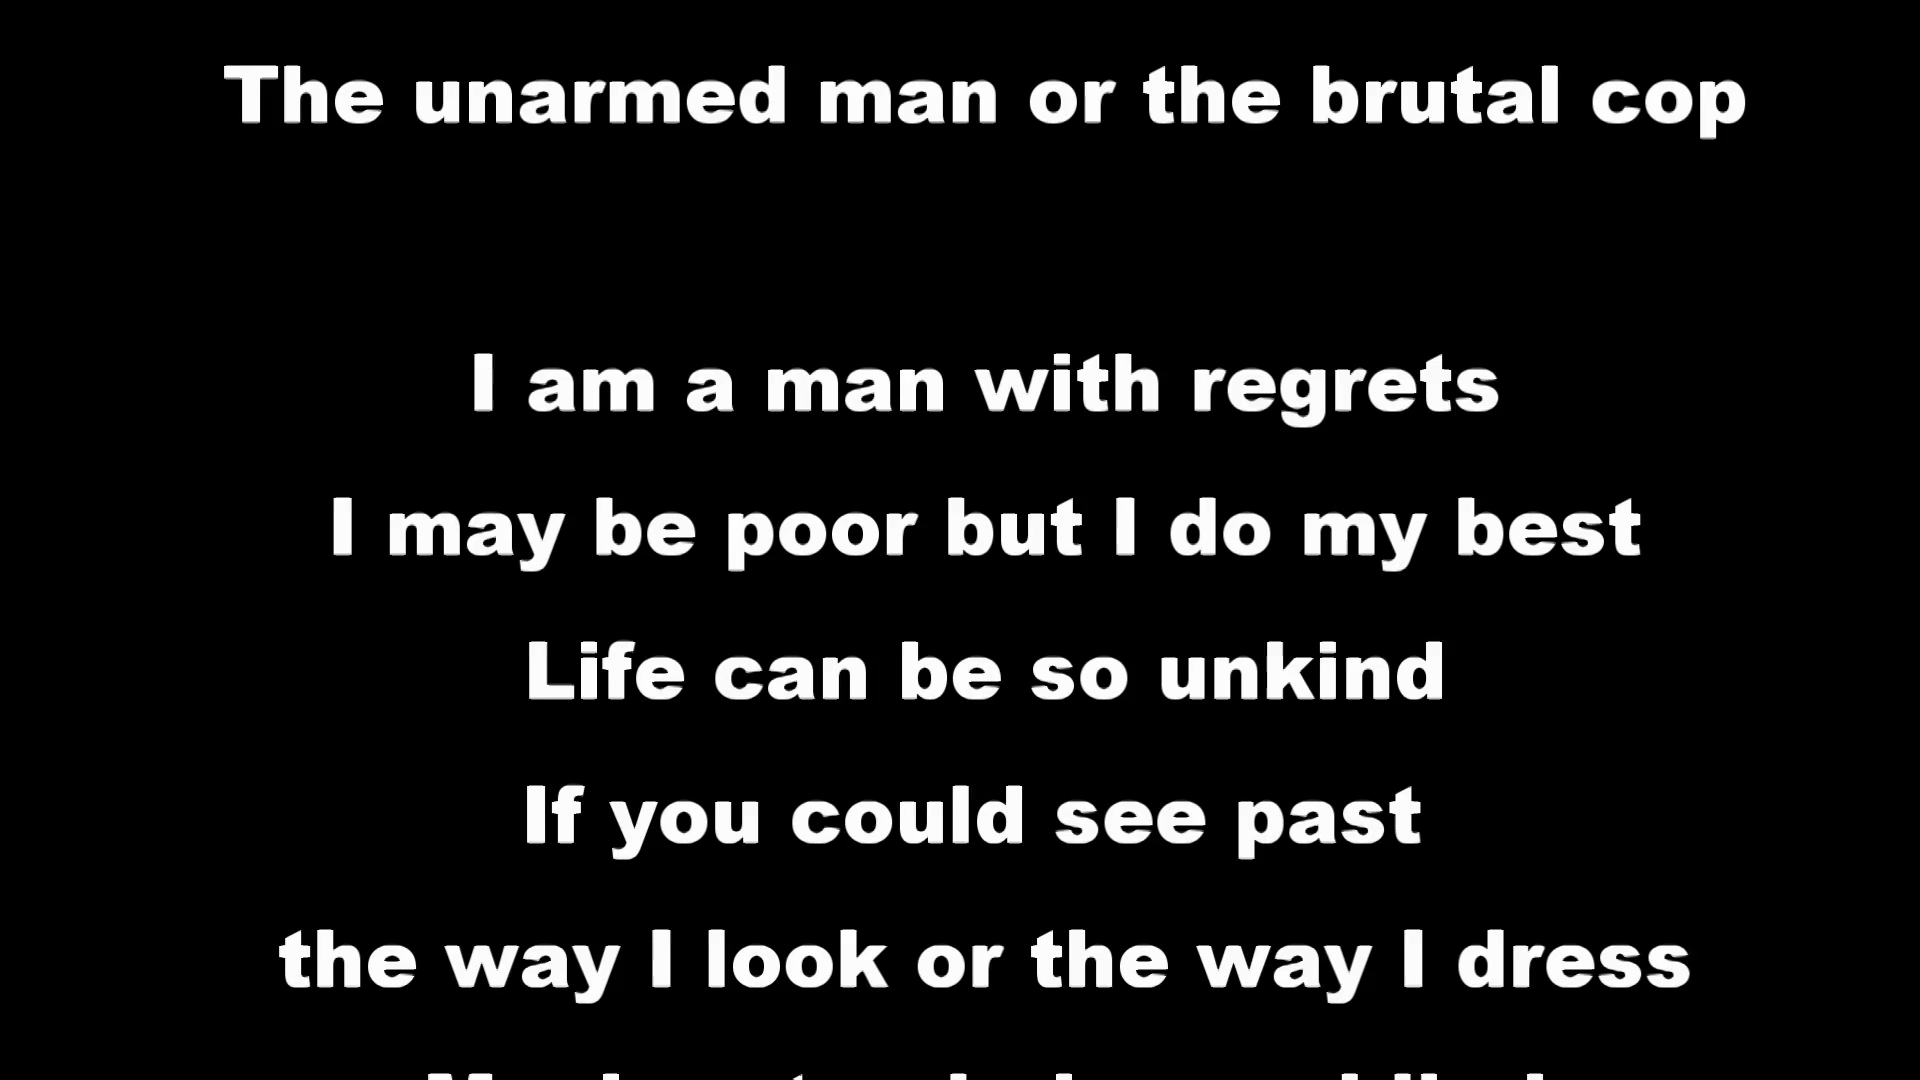 The unarmed man or the brutal cop
I am a man with regrets
I may be poor but I do my best
Life can be so unkind
If you could see past
the way I look or the way I dress